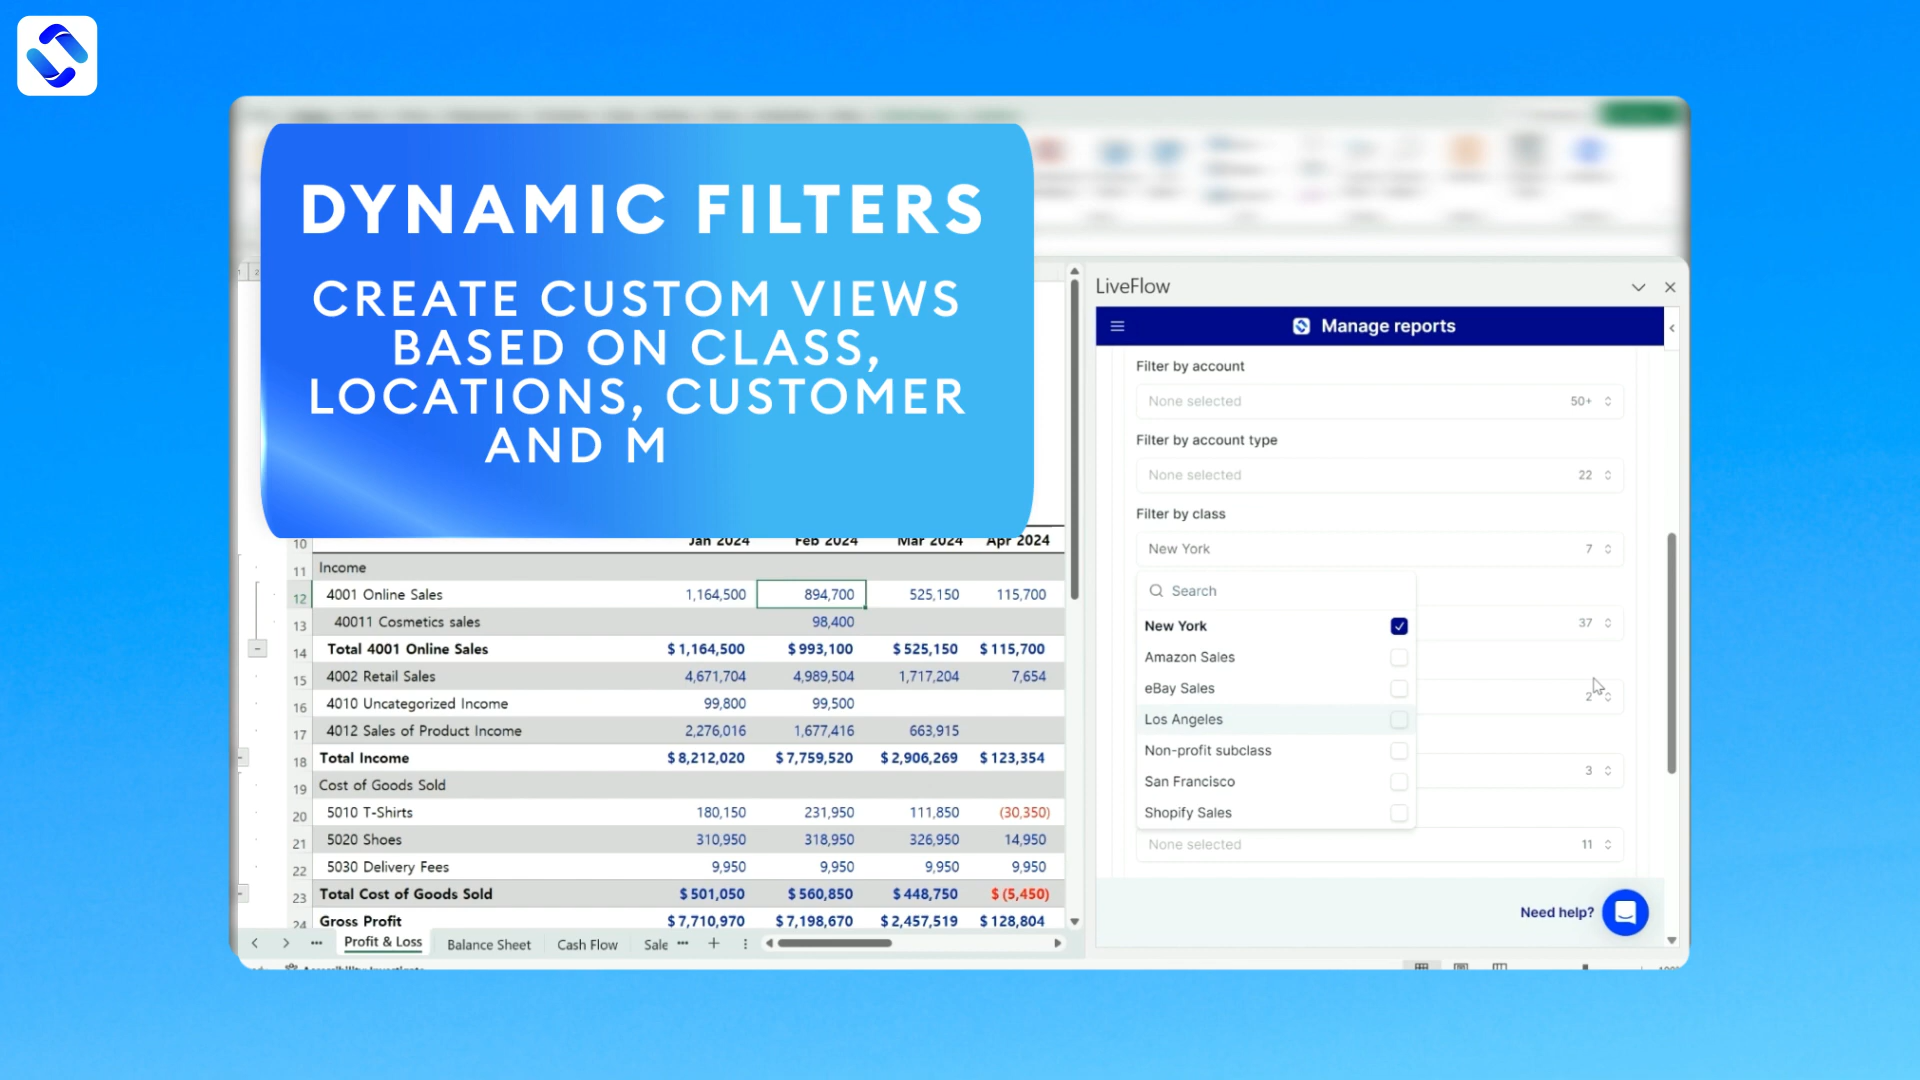 DYNAMIC FILTERS
CREATE CUSTOM VIEWS
BASED ON CLASS,
LOCATIONS, CUSTOMER
AND M
1 2
10 Jan 2024 Feb 2024 Mar 2024 Apr 2024
11 Income
12 4001 Online Sales 1,164,500 894,700 525,150 115,700
13 40011 Cosmetics sales 98,400
14 Total 4001 Online Sales $ 1,164,500 $ 993,100 $ 525,150 $ 115,700
15 4002 Retail Sales 4,671,704 4,989,504 1,717,204 7,654
16 4010 Uncategorized Income 99,800 99,500
17 4012 Sales of Product Income 2,276,016 1,677,416 663,915
18 Total Income $ 8,212,020 $ 7,759,520 $ 2,906,269 $ 123,354
19 Cost of Goods Sold
20 5010 T-Shirts 180,150 231,950 111,850 (30,350)
21 5020 Shoes 310,950 318,950 326,950 14,950
22 5030 Delivery Fees 9,950 9,950 9,950 9,950
23 Total Cost of Goods Sold $ 501,050 $ 560,850 $ 448,750 $ (5,450)
24 Gross Profit $ 7,710,970 $ 7,198,670 $ 2,457,519 $ 128,804
Profit & Loss Balance Sheet Cash Flow Sale
LiveFlow
Manage reports
Filter by account
None selected 50+
Filter by account type
None selected 22
Filter by class
New York 7
Search
New York
37
Amazon Sales
eBay Sales
2
Los Angeles
Non-profit subclass
3
San Francisco
Shopify Sales
None selected 11
Need help?